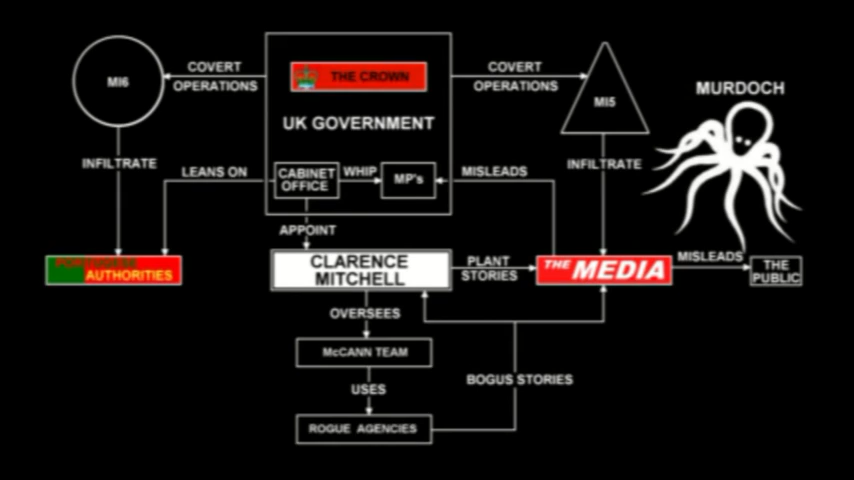 COVERT
OPERATIONS
MI6
THE CROWN
UK GOVERNMENT
COVERT
OPERATIONS
MI5
MURDOCH
INFILTRATE
LEANS ON
CABINET
OFFICE
WHIP
MP's
MISLEADS
INFILTRATE
APPOINT
AUTHORITIES
CLARENCE
MITCHELL
PLANT
STORIES
THE MEDIA
MISLEADS
THE
PUBLIC
OVERSEES
McCANN TEAM
USES
BOGUS STORIES
ROGUE AGENCIES